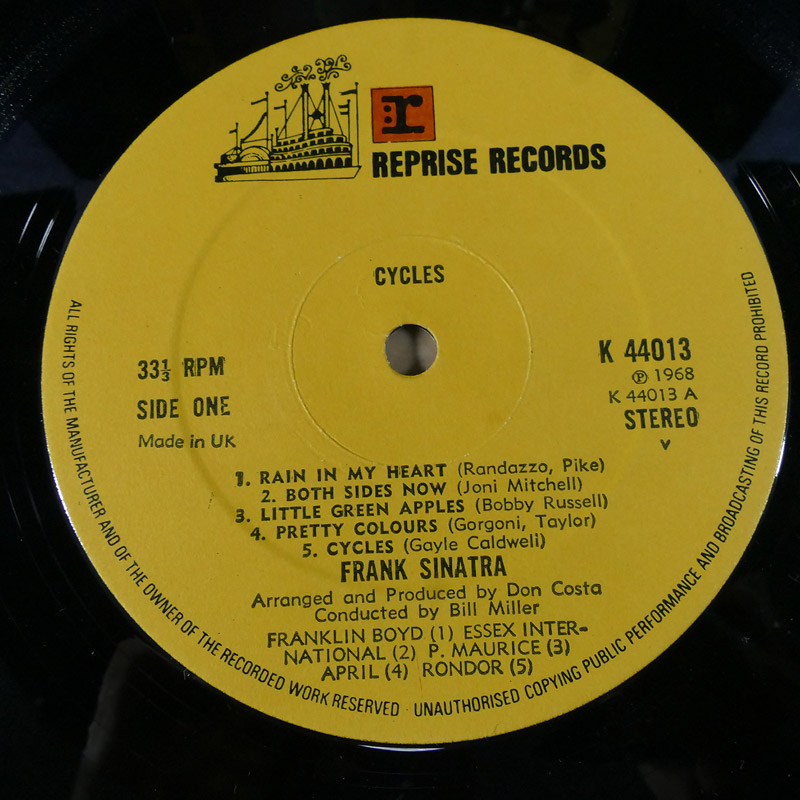 r
REPRISE RECORDS
CYCLES
33⅓ RPM
SIDE ONE
Made in UK
K 44013
℗ 1968
K 44013 A
STEREO
V
1. RAIN IN MY HEART (Randazzo, Pike)
2. BOTH SIDES NOW (Joni Mitchell)
3. LITTLE GREEN APPLES (Bobby Russell)
4. PRETTY COLOURS (Gorgoni, Taylor)
5. CYCLES (Gayle Caldwell)
FRANK SINATRA
Arranged and Produced by Don Costa
Conducted by Bill Miller
FRANKLIN BOYD (1) ESSEX INTER-
NATIONAL (2) P. MAURICE (3)
APRIL (4) RONDOR (5)
ALL RIGHTS OF THE MANUFACTURER AND OF THE OWNER OF THE RECORDED WORK RESERVED · UNAUTHORISED COPYING PUBLIC PERFORMANCE AND BROADCASTING OF THIS RECORD PROHIBITED